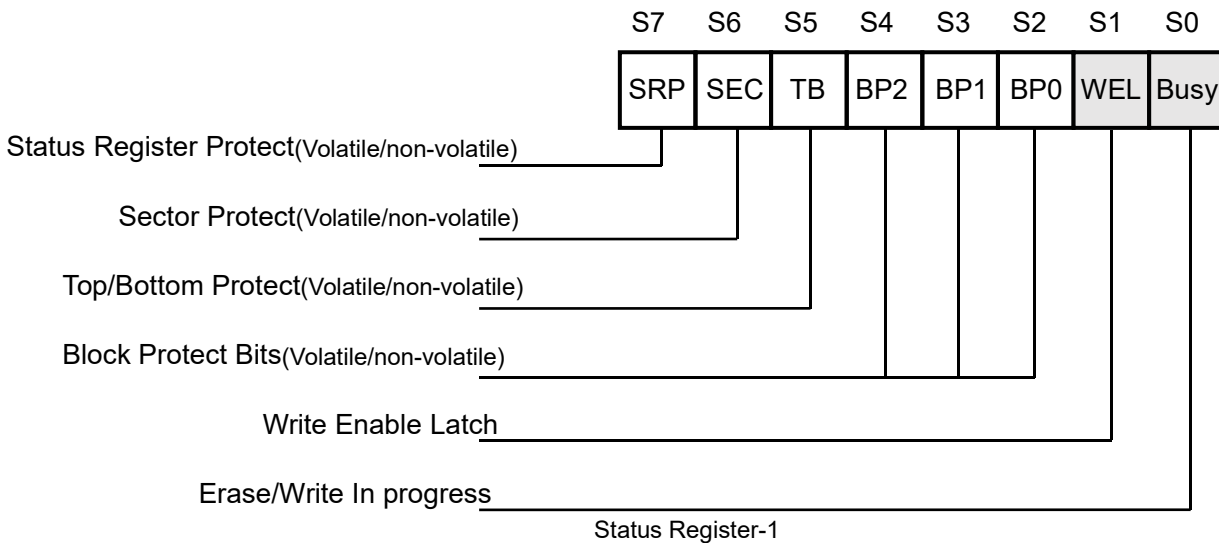 S7 S6 S5 S4 S3 S2 S1 S0
SRP SEC TB BP2 BP1 BP0 WEL Busy
Status Register Protect(Volatile/non-volatile)
Sector Protect(Volatile/non-volatile)
Top/Bottom Protect(Volatile/non-volatile)
Block Protect Bits(Volatile/non-volatile)
Write Enable Latch
Erase/Write In progress
Status Register-1